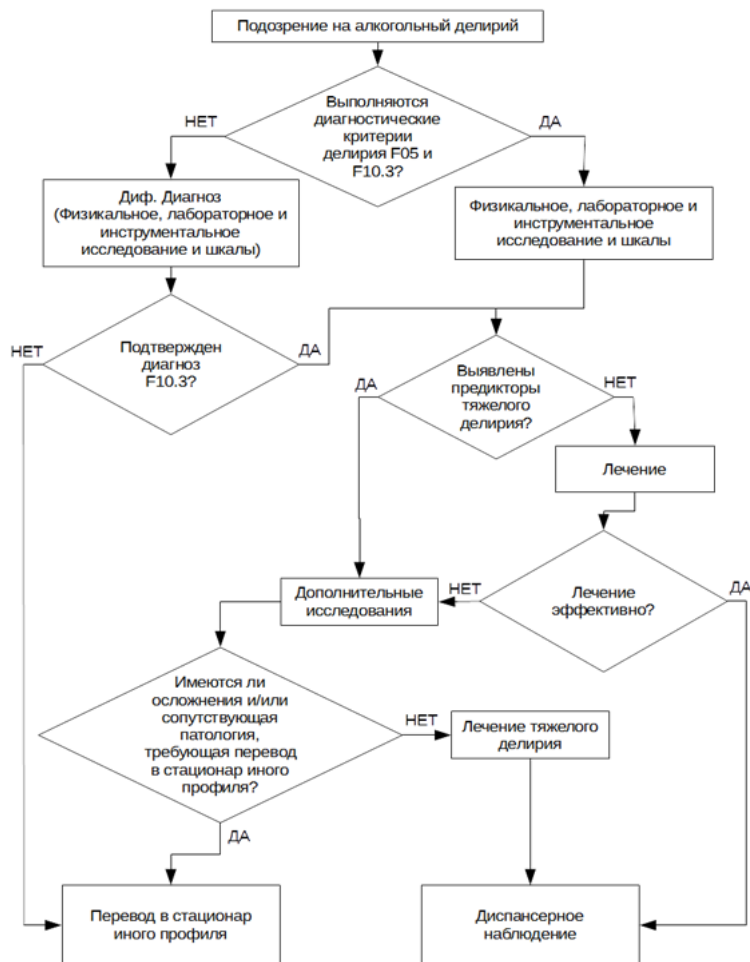 Подозрение на алкогольный делирий
Выполняются
диагностические
критерии
делирия F05 и
F10.3?
НЕТ
ДА
Диф. Диагноз
(Физикальное, лабораторное и
инструментальное
исследование и шкалы)
Физикальное, лабораторное и
инструментальное
исследование и шкалы
НЕТ
Подтвержден
диагноз
F10.3?
ДА
Выявлены
предикторы
тяжелого
делирия?
ДА
НЕТ
Лечение
Дополнительные
исследования
НЕТ
Лечение
эффективно?
ДА
Имеются ли
осложнения и/или
сопутствующая
патология,
требующая перевод
в стационар иного
профиля?
НЕТ
Лечение тяжелого
делирия
ДА
Перевод в стационар
иного профиля
Диспансерное
наблюдение